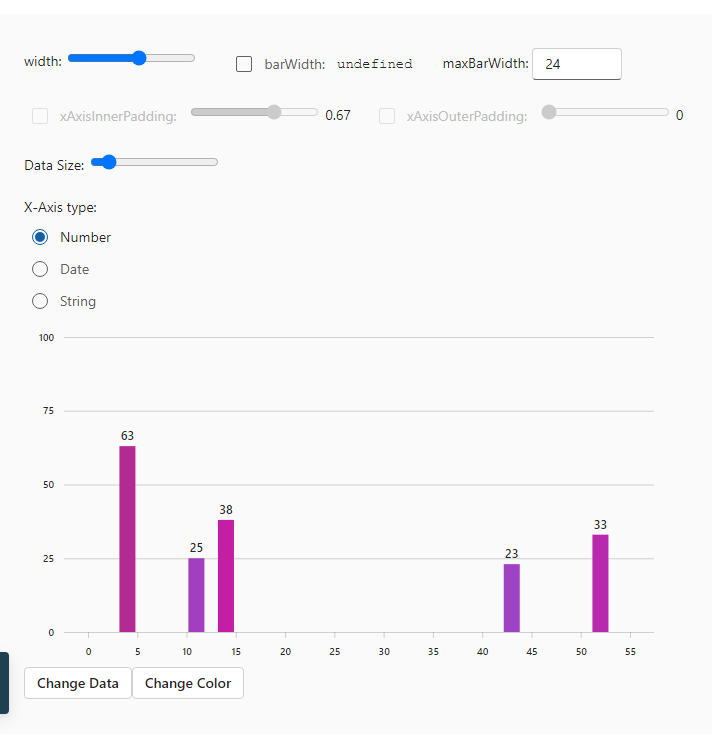 width: barWidth: undefined maxBarWidth: 24
xAxisInnerPadding: 0.67 xAxisOuterPadding: 0
Data Size:
X-Axis type:
Number
Date
String
100
75
63
50
38
33
25
25
23
0
0 5 10 15 20 25 30 35 40 45 50 55
Change Data Change Color